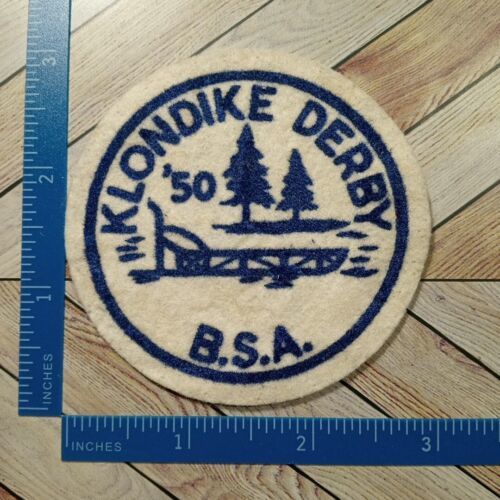 KLONDIKE DERBY
'50
B.S.A.
3
2
1
INCHES
INCHES 1 2 3